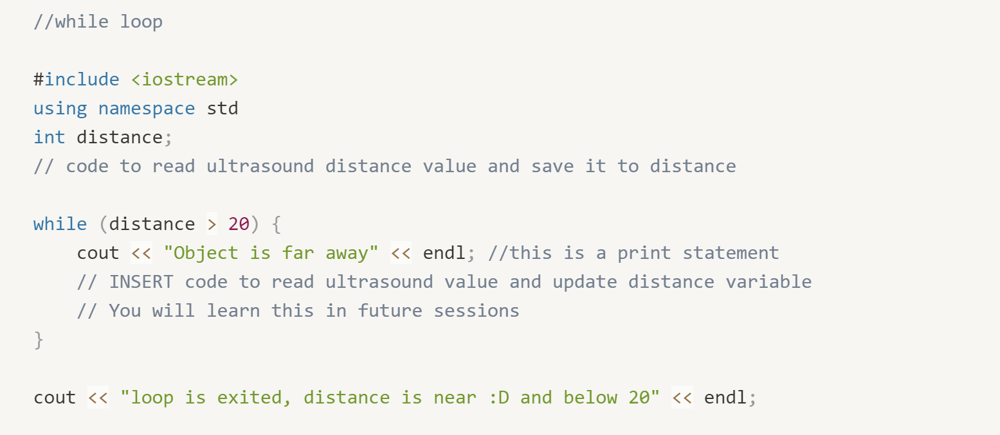 //while loop
#include <iostream>
using namespace std
int distance;
// code to read ultrasound distance value and save it to distance
while (distance > 20) {
    cout << "Object is far away" << endl; //this is a print statement
    // INSERT code to read ultrasound value and update distance variable
    // You will learn this in future sessions
}
cout << "loop is exited, distance is near :D and below 20" << endl;